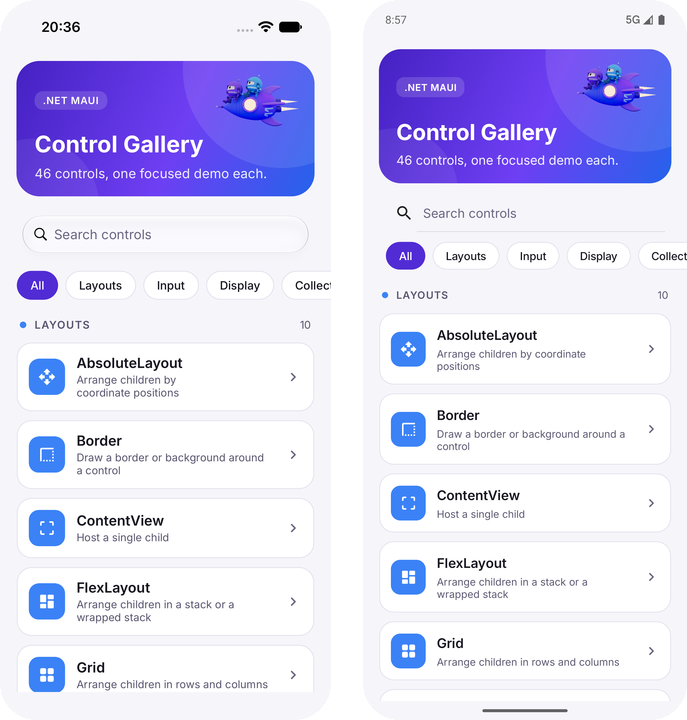 20:36
.NET MAUI
Control Gallery
46 controls, one focused demo each.
Search controls
All
Layouts
Input
Display
Collect
LAYOUTS
10
AbsoluteLayout
Arrange children by
coordinate positions
Border
Draw a border or background around
a control
ContentView
Host a single child
FlexLayout
Arrange children in a stack or a
wrapped stack
Grid
Arrange children in rows and columns
8:57
5G
.NET MAUI
Control Gallery
46 controls, one focused demo each.
Search controls
All
Layouts
Input
Display
Collect
LAYOUTS
10
AbsoluteLayout
Arrange children by coordinate
positions
Border
Draw a border or background around a
control
ContentView
Host a single child
FlexLayout
Arrange children in a stack or a
wrapped stack
Grid
Arrange children in rows and columns